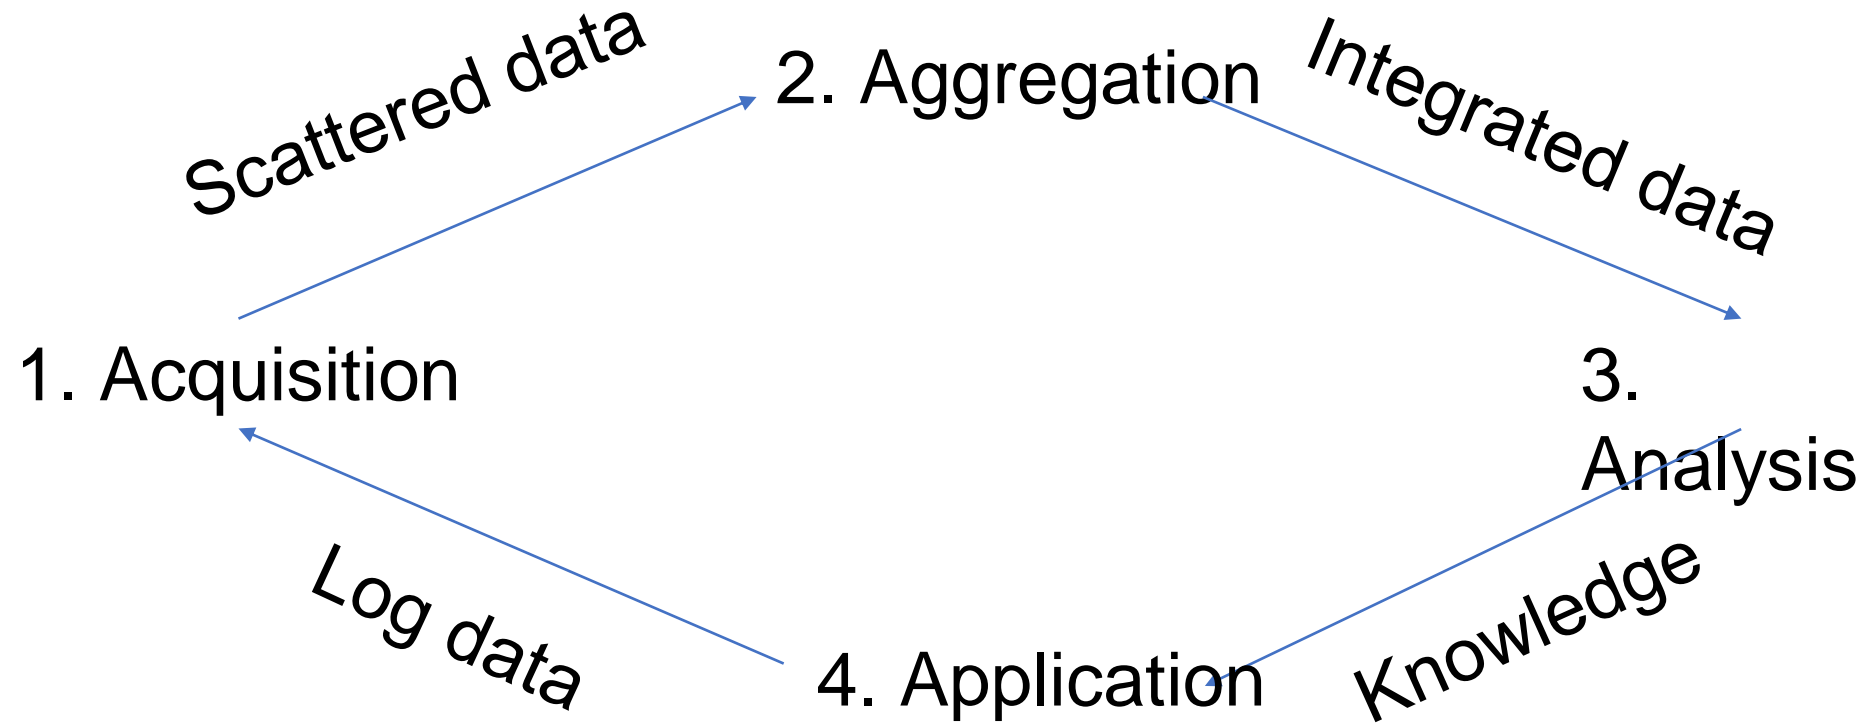 Scattered data
2. Aggregation
Integrated data
1. Acquisition
3.
Analysis
Log data
4. Application
Knowledge